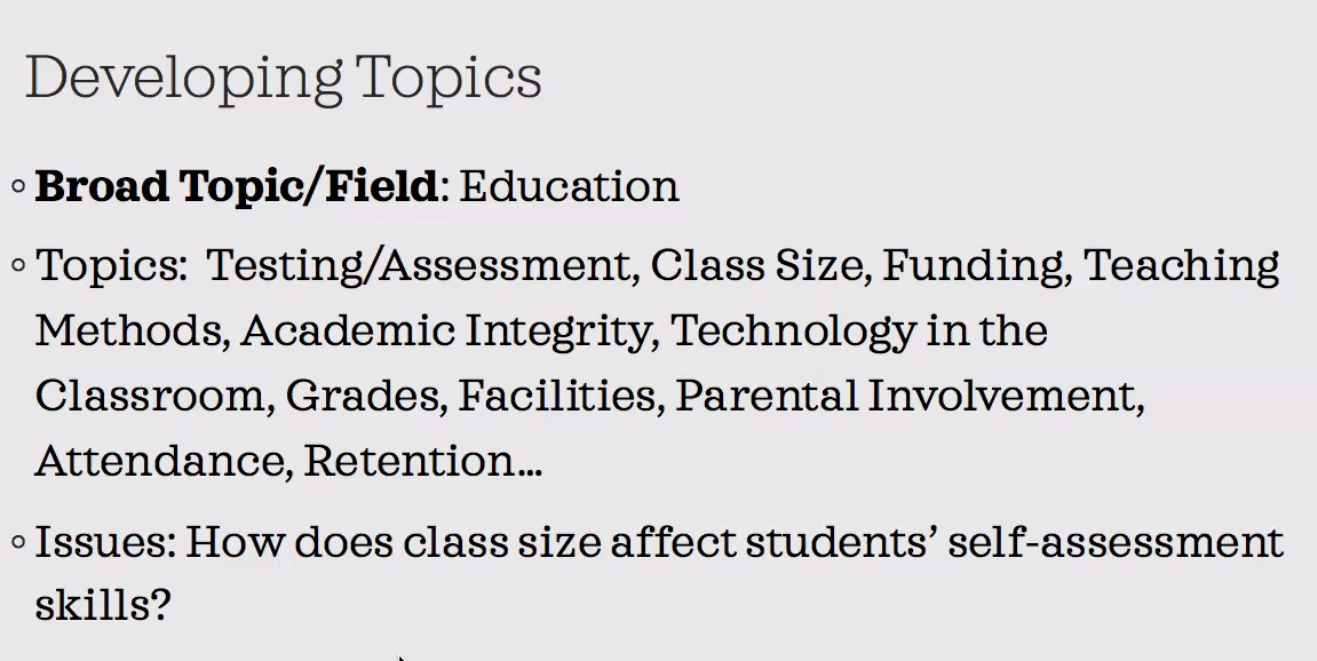 Developing Topics
◦ Broad Topic/Field: Education
◦ Topics:  Testing/Assessment, Class Size, Funding, Teaching
Methods, Academic Integrity, Technology in the
Classroom, Grades, Facilities, Parental Involvement,
Attendance, Retention…
◦ Issues: How does class size affect students’ self-assessment
skills?